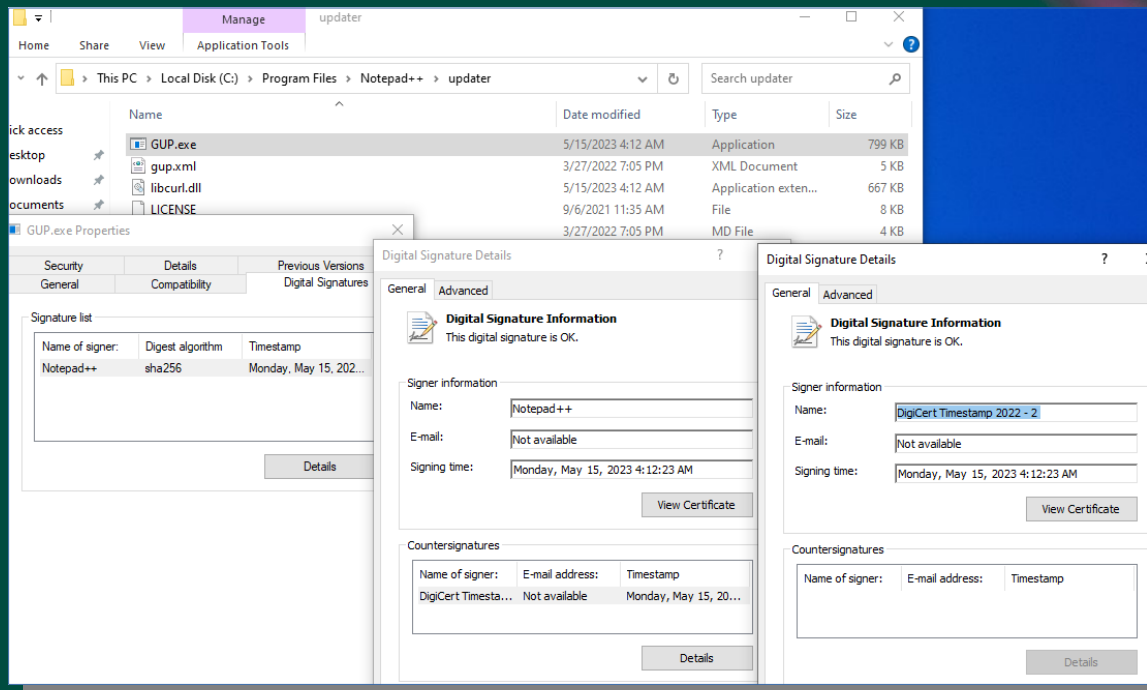 Manage updater
Home Share View Application Tools
This PC > Local Disk (C:) > Program Files > Notepad++ > updater
Search updater
Name Date modified Type Size
ick access
GUP.exe 5/15/2023 4:12 AM Application 799 KB
esktop
gup.xml 3/27/2022 7:05 PM XML Document 5 KB
ownloads
libcurl.dll 5/15/2023 4:12 AM Application exten... 667 KB
ocuments
LICENSE 9/6/2021 11:35 AM File 8 KB
3/27/2022 7:05 PM MD File 4 KB
GUP.exe Properties
Security Details Previous Versions
General Compatibility Digital Signatures
Signature list
Name of signer: Digest algorithm Timestamp
Notepad++ sha256 Monday, May 15, 202...
Details
Digital Signature Details ?
General Advanced
Digital Signature Information
This digital signature is OK.
Signer information
Name: Notepad++
E-mail: Not available
Signing time: Monday, May 15, 2023 4:12:23 AM
View Certificate
Countersignatures
Name of signer: E-mail address: Timestamp
DigiCert Timesta... Not available Monday, May 15, 20...
Details
Digital Signature Details ?
General Advanced
Digital Signature Information
This digital signature is OK.
Signer information
Name: DigiCert Timestamp 2022 - 2
E-mail: Not available
Signing time: Monday, May 15, 2023 4:12:23 AM
View Certificate
Countersignatures
Name of signer: E-mail address: Timestamp
Details